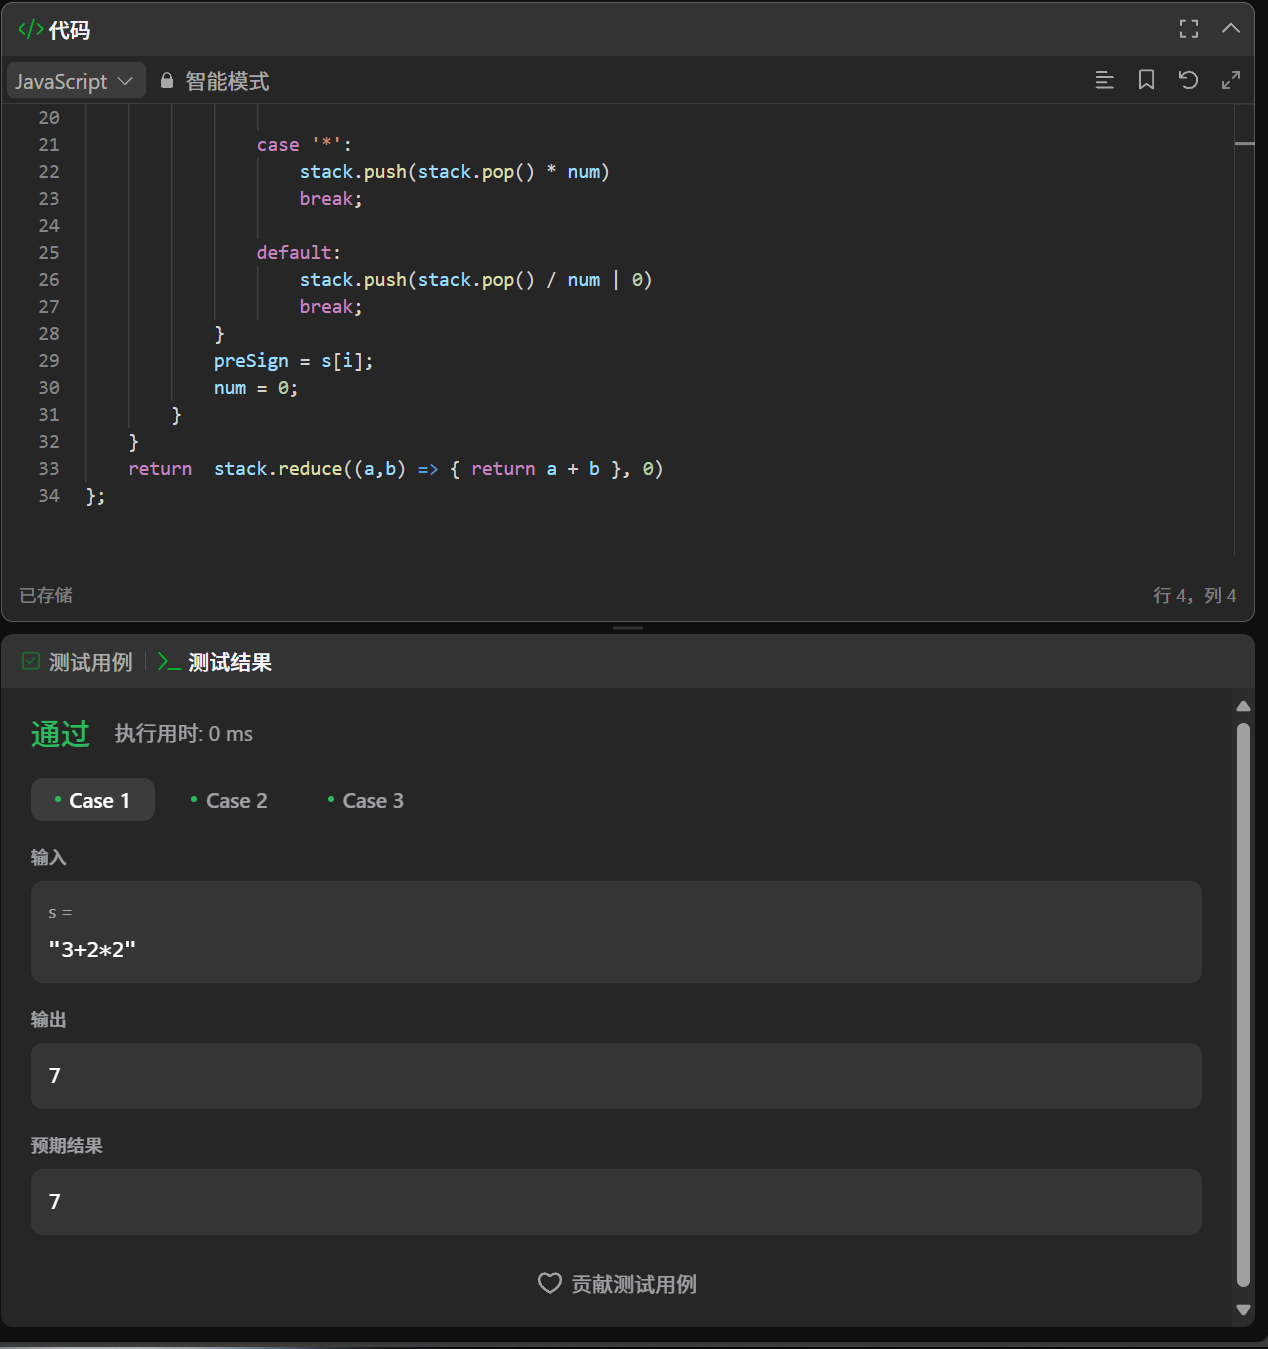 </> 代码
JavaScript 智能模式
20
21 case '*':
22 stack.push(stack.pop() * num)
23 break;
24
25 default:
26 stack.push(stack.pop() / num | 0)
27 break;
28 }
29 preSign = s[i];
30 num = 0;
31 }
32 }
33 return  stack.reduce((a,b) => { return a + b }, 0)
34 };
已存储 行 4，列 4
测试用例 >_ 测试结果
通过 执行用时: 0 ms
• Case 1 • Case 2 • Case 3
输入
s =
"3+2*2"
输出
7
预期结果
7
贡献测试用例